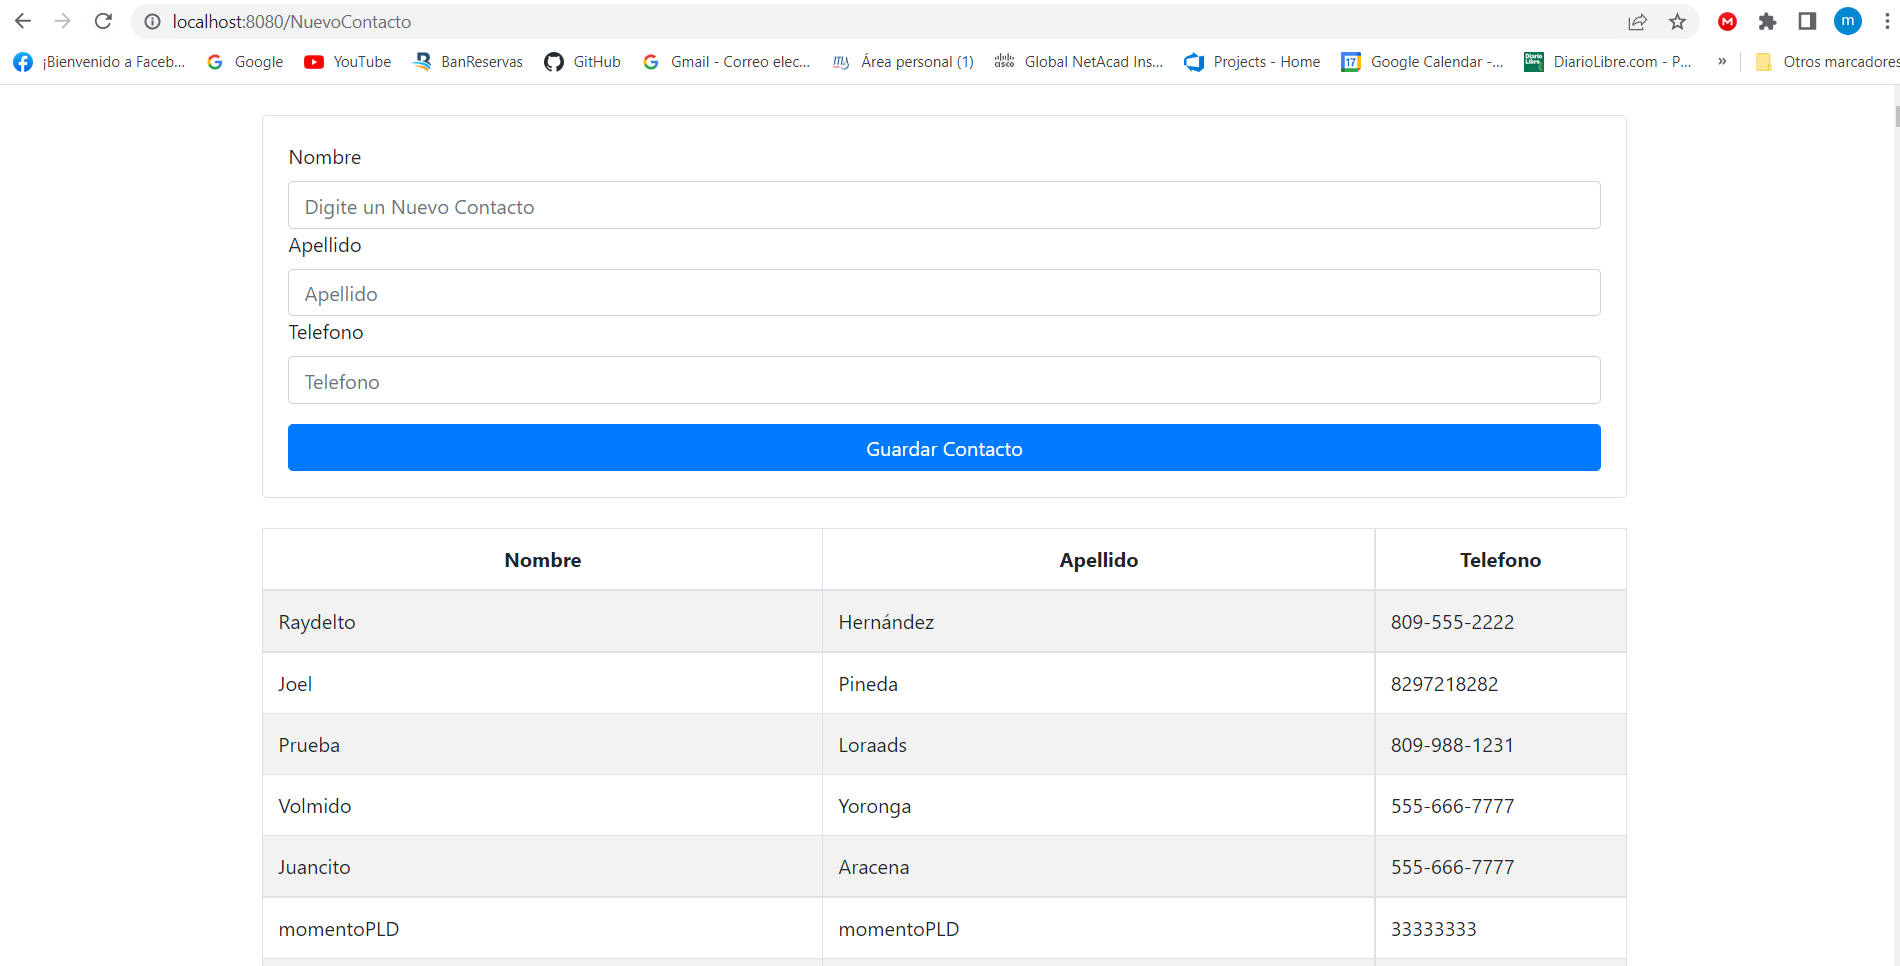 localhost:8080/NuevoContacto
m
¡Bienvenido a Faceb... Google YouTube BanReservas GitHub Gmail - Correo elec... Área personal (1) Global NetAcad Ins... Projects - Home 17 Google Calendar -... DiarioLibre.com - P... » Otros marcadores
Nombre
Digite un Nuevo Contacto
Apellido
Apellido
Telefono
Telefono
Guardar Contacto
Nombre Apellido Telefono
Raydelto Hernández 809-555-2222
Joel Pineda 8297218282
Prueba Loraads 809-988-1231
Volmido Yoronga 555-666-7777
Juancito Aracena 555-666-7777
momentoPLD momentoPLD 33333333